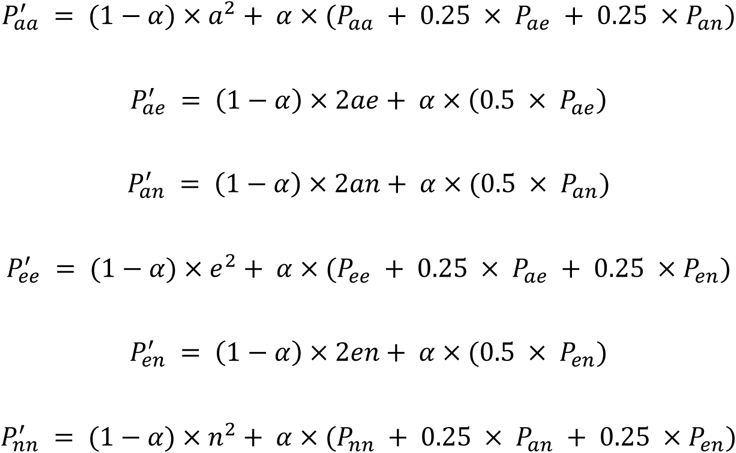 P′ₐₐ = (1 − α) × a² + α × (Pₐₐ + 0.25 × Pₐₑ + 0.25 × Pₐₙ)
P′ₐₑ = (1 − α) × 2ae + α × (0.5 × Pₐₑ)
P′ₐₙ = (1 − α) × 2an + α × (0.5 × Pₐₙ)
P′ₑₑ = (1 − α) × e² + α × (Pₑₑ + 0.25 × Pₐₑ + 0.25 × Pₑₙ)
P′ₑₙ = (1 − α) × 2en + α × (0.5 × Pₑₙ)
P′ₙₙ = (1 − α) × n² + α × (Pₙₙ + 0.25 × Pₐₙ + 0.25 × Pₑₙ)